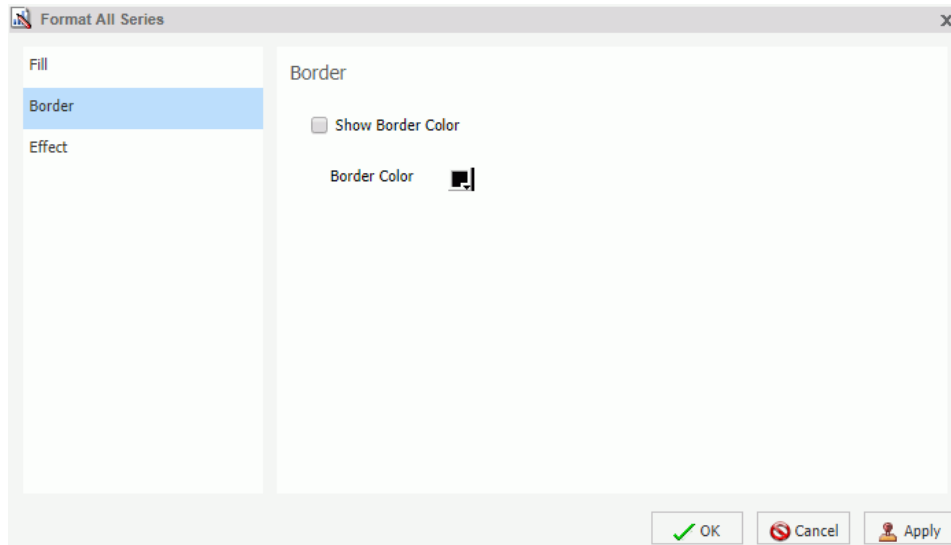 Format All Series
x
Fill
Border
Effect
Border
Show Border Color
Border Color
OK
Cancel
Apply